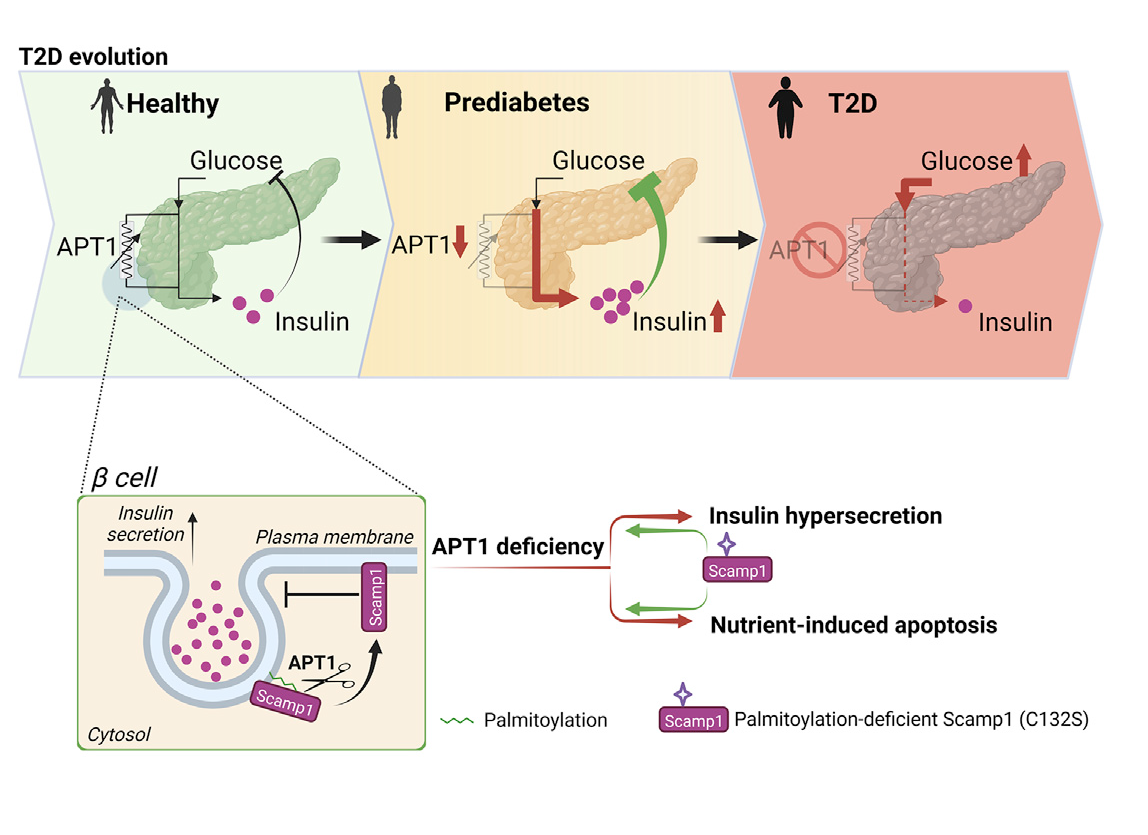 T2D evolution
Healthy
Prediabetes
T2D
Glucose
Glucose
Glucose
APT1
APT1
APT1
Insulin
Insulin
Insulin
β cell
Insulin
secretion
Plasma membrane
Scamp1
APT1
Scamp1
Cytosol
APT1 deficiency
Insulin hypersecretion
Scamp1
Nutrient-induced apoptosis
Palmitoylation
Scamp1
Palmitoylation-deficient Scamp1 (C132S)